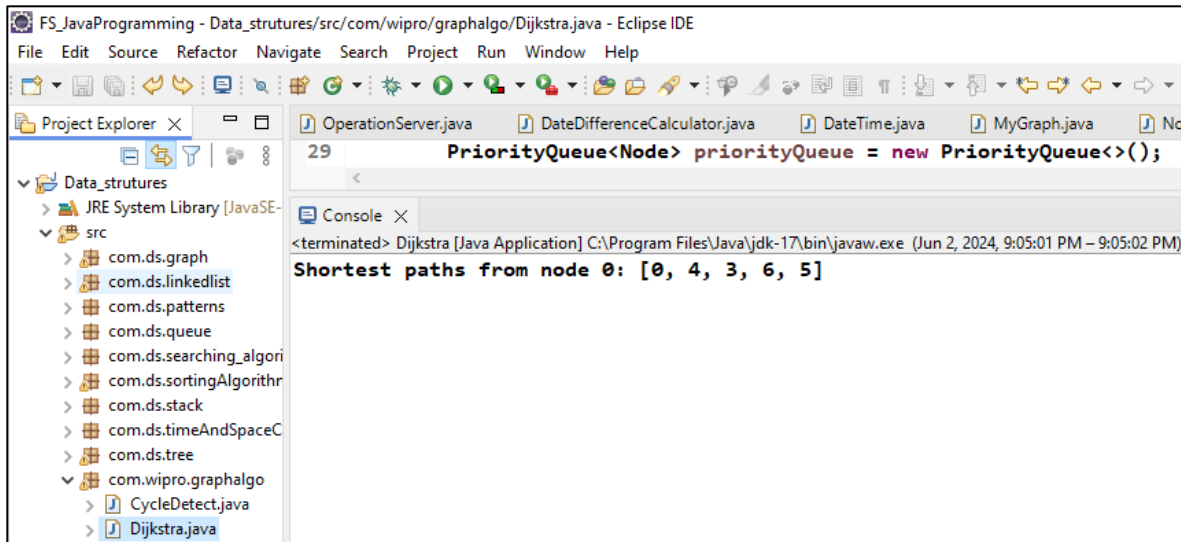 FS_JavaProgramming - Data_strutures/src/com/wipro/graphalgo/Dijkstra.java - Eclipse IDE
File Edit Source Refactor Navigate Search Project Run Window Help
Project Explorer
OperationServer.java DateDifferenceCalculator.java DateTime.java MyGraph.java No
29 PriorityQueue<Node> priorityQueue = new PriorityQueue<>();
Data_strutures
JRE System Library [JavaSE-
src
com.ds.graph
com.ds.linkedlist
com.ds.patterns
com.ds.queue
com.ds.searching_algori
com.ds.sortingAlgorithm
com.ds.stack
com.ds.timeAndSpaceC
com.ds.tree
com.wipro.graphalgo
CycleDetect.java
Dijkstra.java
Console
<terminated> Dijkstra [Java Application] C:\Program Files\Java\jdk-17\bin\javaw.exe (Jun 2, 2024, 9:05:01 PM – 9:05:02 PM)
Shortest paths from node 0: [0, 4, 3, 6, 5]